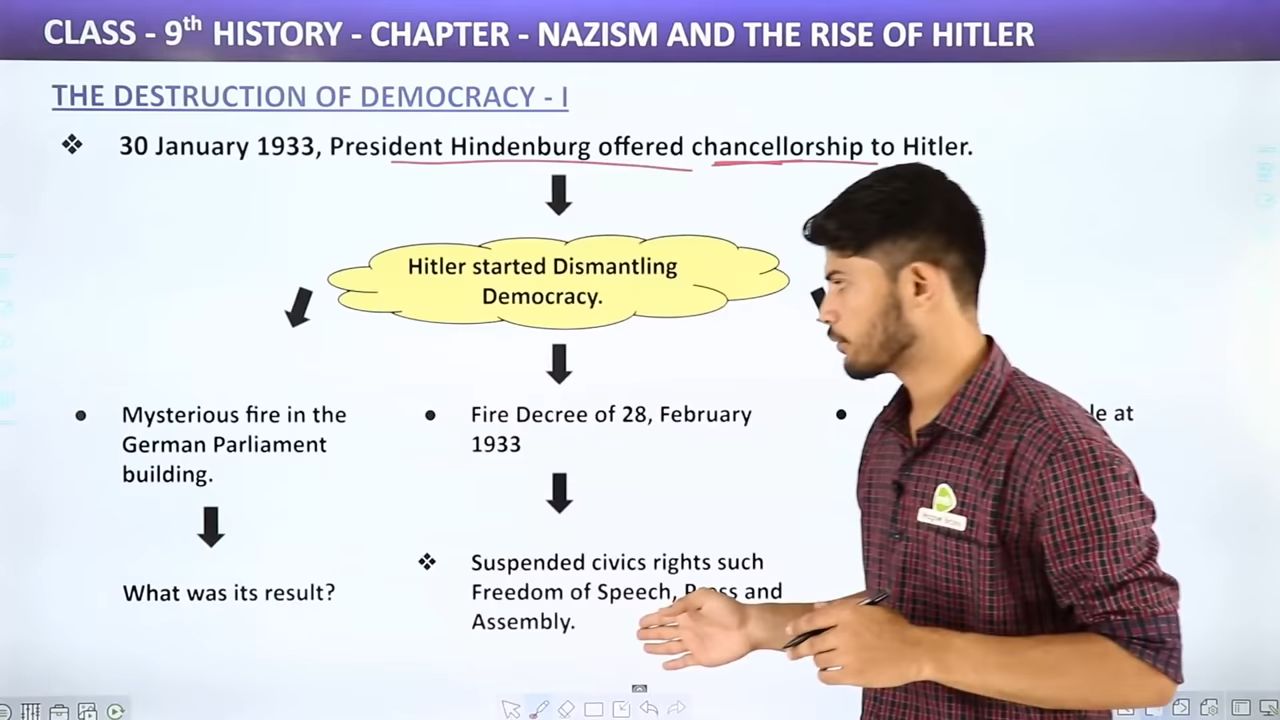 CLASS - 9th HISTORY - CHAPTER - NAZISM AND THE RISE OF HITLER
THE DESTRUCTION OF DEMOCRACY - I
❖ 30 January 1933, President Hindenburg offered chancellorship to Hitler.
Hitler started Dismantling
Democracy.
• Mysterious fire in the
German Parliament
building.
What was its result?
• Fire Decree of 28, February
1933
❖ Suspended civics rights such
Freedom of Speech, and
Assembly.
• at